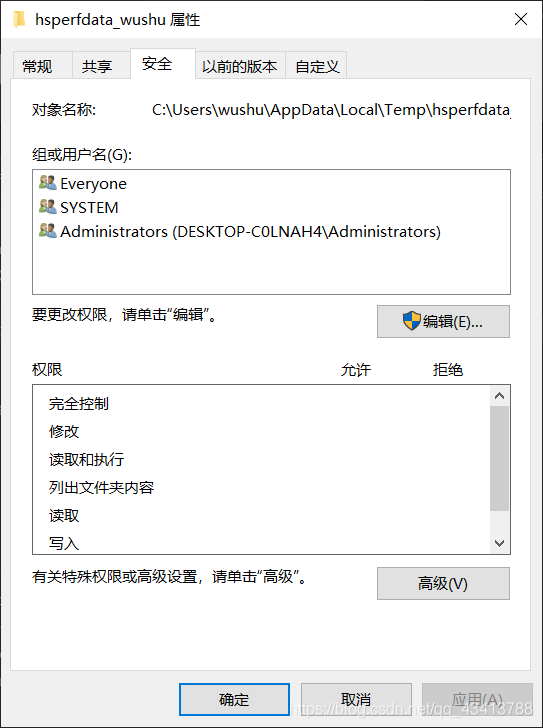 hsperfdata_wushu 属性
常规 共享 安全 以前的版本 自定义
对象名称: C:\Users\wushu\AppData\Local\Temp\hsperfdata_
组或用户名(G):
Everyone
SYSTEM
Administrators (DESKTOP-C0LNAH4\Administrators)
要更改权限，请单击“编辑”。
编辑(E)...
权限 允许 拒绝
完全控制
修改
读取和执行
列出文件夹内容
读取
写入
有关特殊权限或高级设置，请单击“高级”。
高级(V)
确定 取消 应用(A)
https://blog.csdn.net/qq_43413788